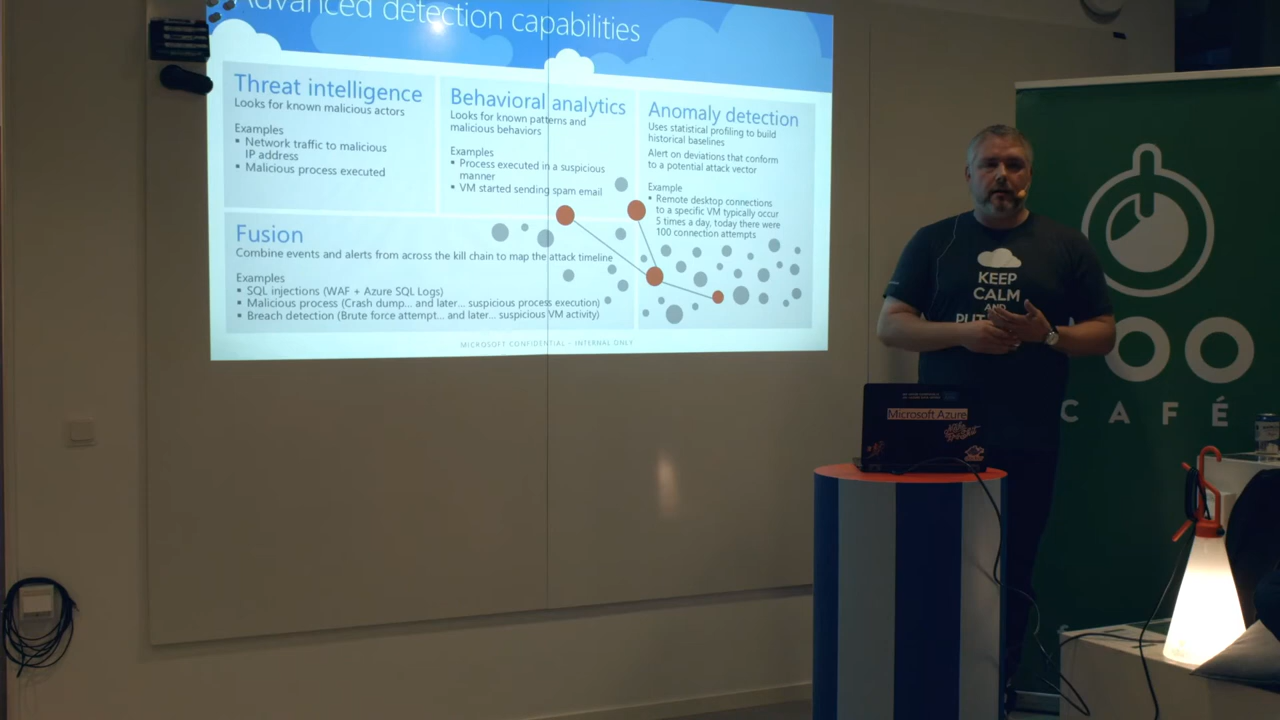 Advanced detection capabilities
Threat intelligence
Looks for known malicious actors
Examples
▪ Network traffic to malicious
IP address
▪ Malicious process executed
Behavioral analytics
Looks for known patterns and
malicious behaviors
Examples
▪ Process executed in a suspicious
manner
▪ VM started sending spam email
Anomaly detection
Uses statistical profiling to build
historical baselines
Alert on deviations that conform
to a potential attack vector
Example
▪ Remote desktop connections
to a specific VM typically occur
5 times a day, today there were
100 connection attempts
Fusion
Combine events and alerts from across the kill chain to map the attack timeline
Examples
▪ SQL injections (WAF + Azure SQL Logs)
▪ Malicious process (Crash dump... and later... suspicious process execution)
▪ Breach detection (Brute force attempt... and later... suspicious VM activity)
MICROSOFT CONFIDENTIAL – INTERNAL ONLY
KEEP
CALM
AND
Microsoft Azure
CAFÉ